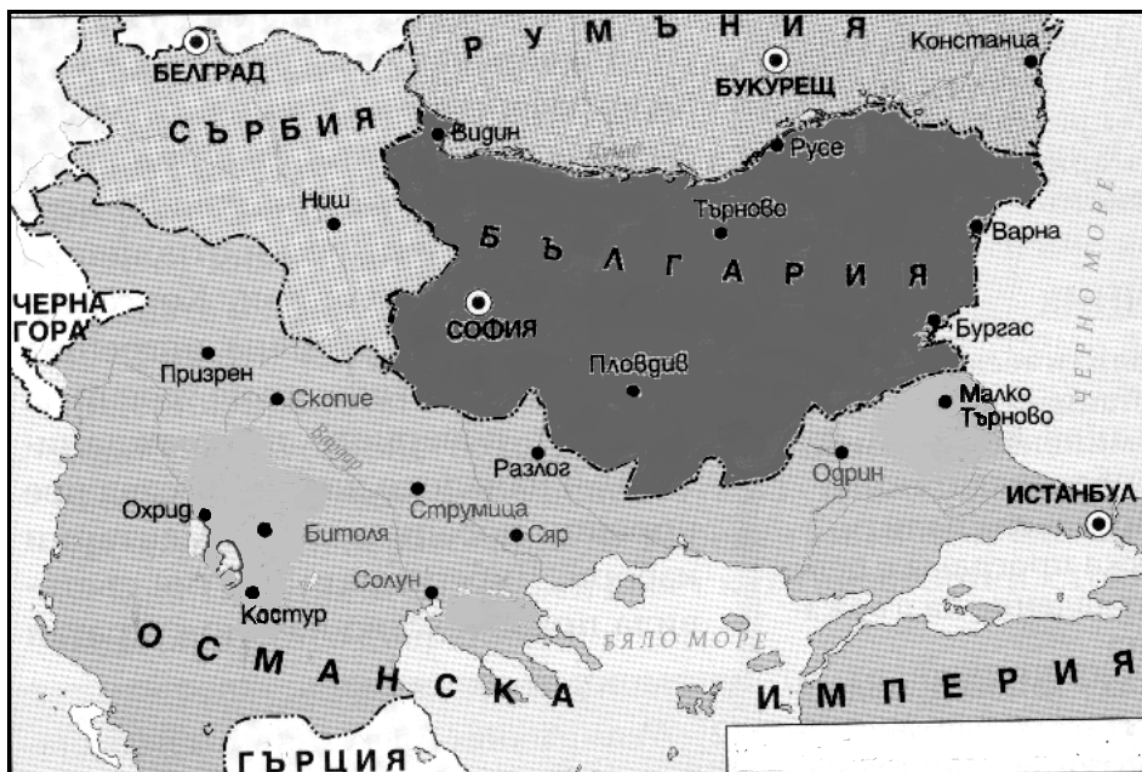 РУМЪНИЯ
Констанца
БЕЛГРАД
БУКУРЕЩ
СЪРБИЯ
Видин
Дунав
Русе
Ниш
Търново
Варна
БЪЛГАРИЯ
ЧЕРНО МОРЕ
ЧЕРНА
ГОРА
СОФИЯ
Бургас
Призрен
Пловдив
Скопие
Малко
Търново
Вардар
Разлог
Одрин
Струмица
ИСТАНБУЛ
Охрид
Битоля
Сяр
Солун
Костур
БЯЛО МОРЕ
ОСМАНСКА ИМПЕРИЯ
ГЪРЦИЯ